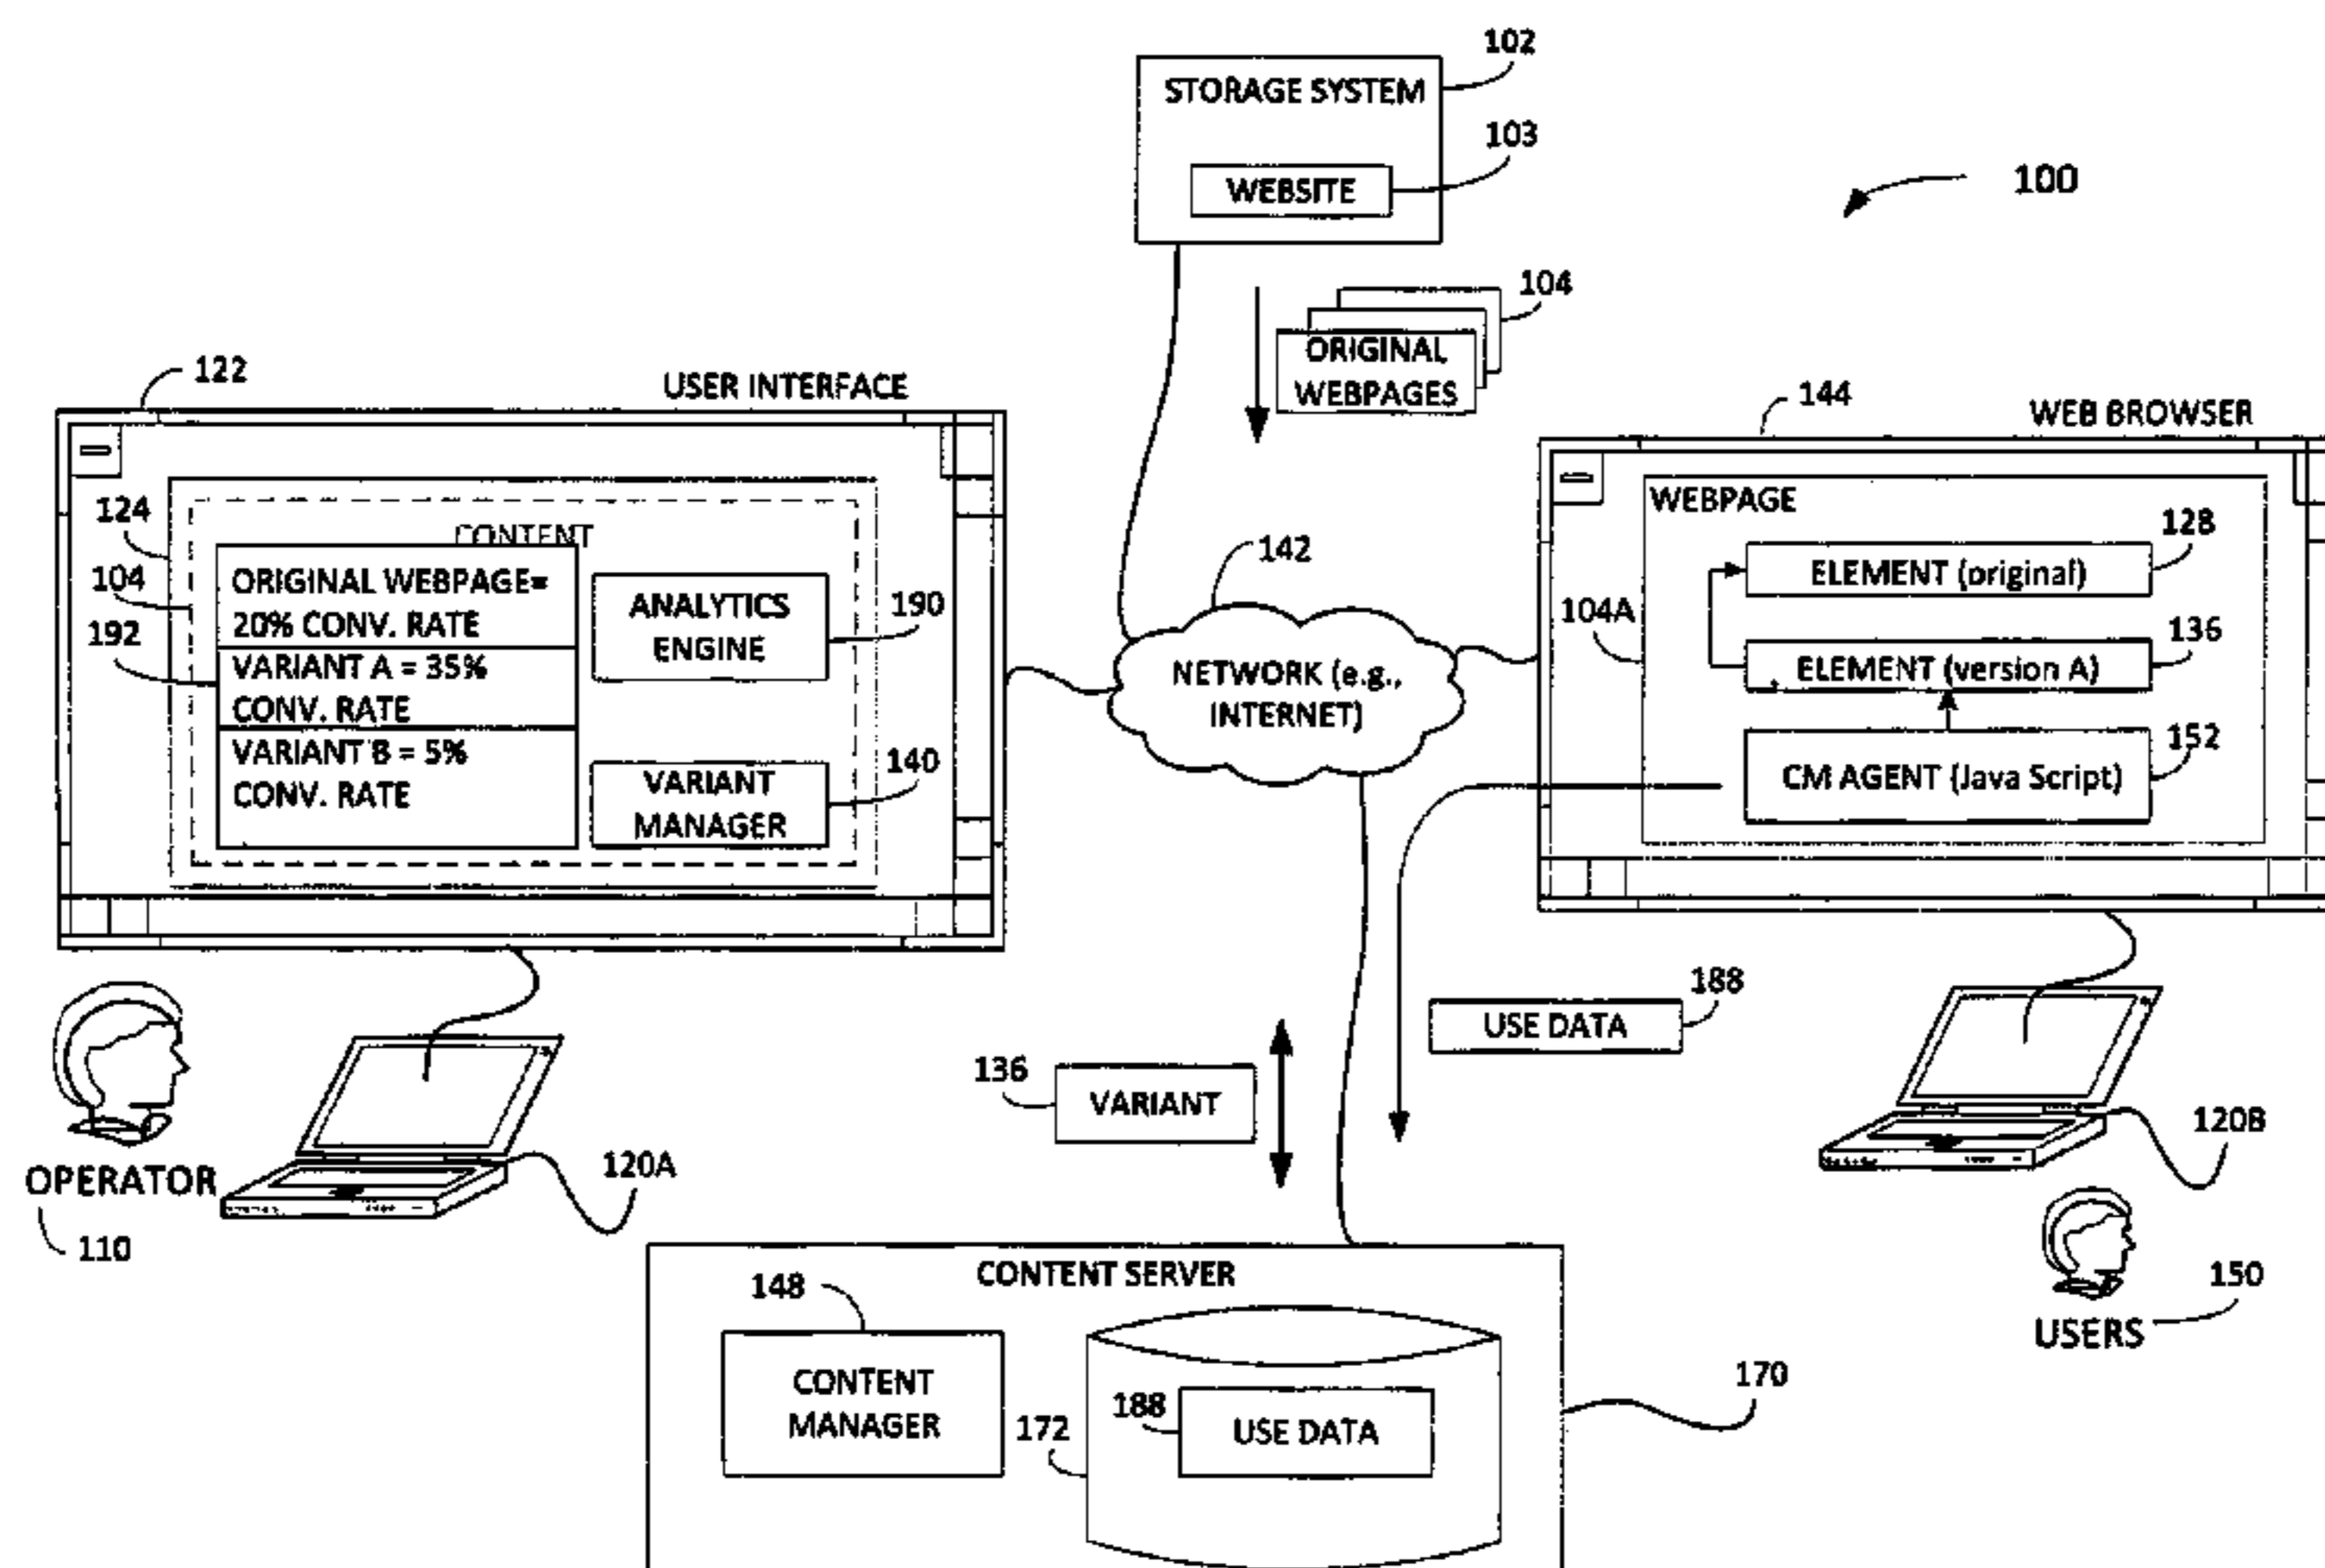 102
STORAGE SYSTEM
103
WEBSITE
100
104
ORIGINAL
WEBPAGES
122
USER INTERFACE
144
WEB BROWSER
124
CONTENT
104
192
ORIGINAL WEBPAGE=
20% CONV. RATE
VARIANT A = 35%
CONV. RATE
VARIANT B = 5%
CONV. RATE
ANALYTICS
ENGINE
190
VARIANT
MANAGER
140
142
NETWORK (e.g.,
INTERNET)
WEBPAGE
128
ELEMENT (original)
104A
136
ELEMENT (version A)
152
CM AGENT (Java Script)
188
USE DATA
136
VARIANT
OPERATOR
110
120A
120B
150
USERS
CONTENT SERVER
148
CONTENT
MANAGER
172
188
USE DATA
170